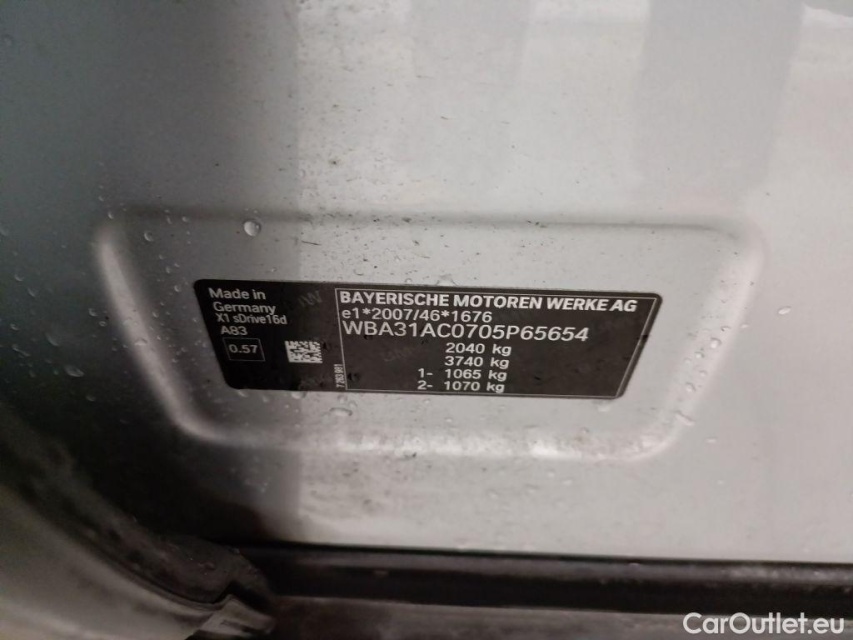 Made in
Germany
X1 sDrive16d
A83
0.57
BAYERISCHE MOTOREN WERKE AG
e1*2007/46*1676
WBA31AC0705P65654
2040 kg
3740 kg
1- 1065 kg
2- 1070 kg
CarOutlet.eu